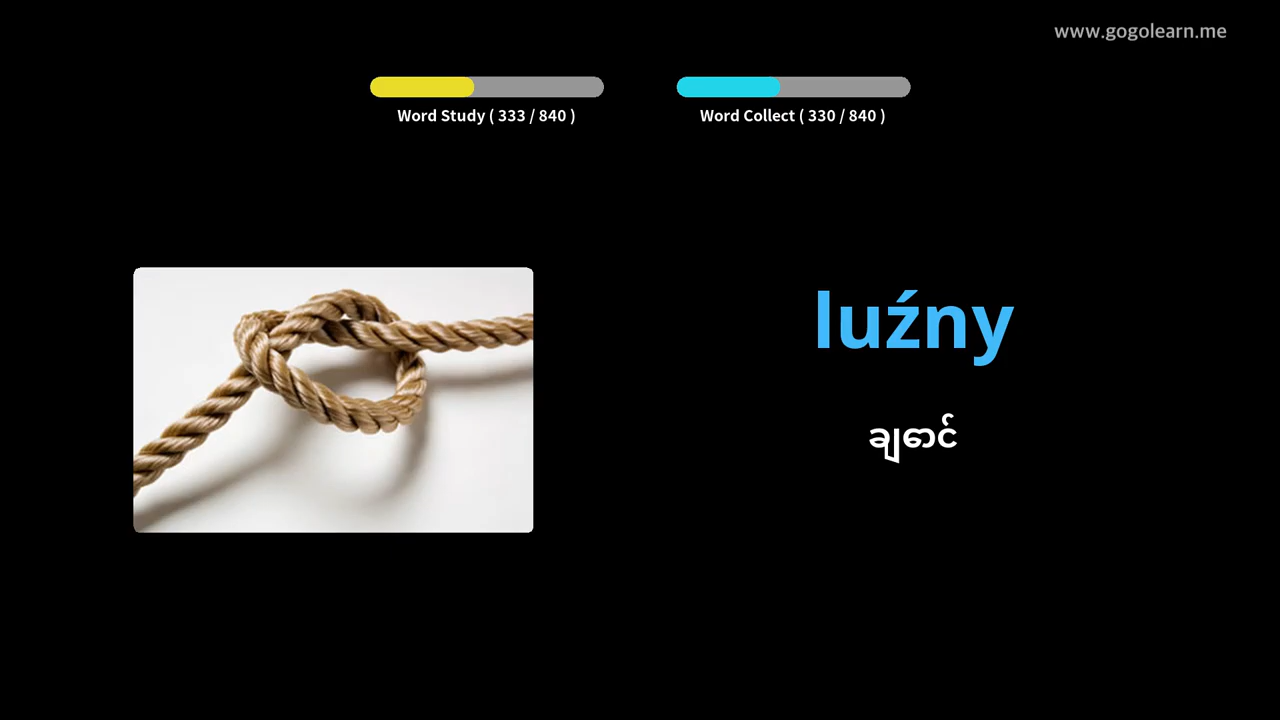 www.gogolearn.me
Word Study ( 333 / 840 )
Word Collect ( 330 / 840 )
luźny
ချောင်